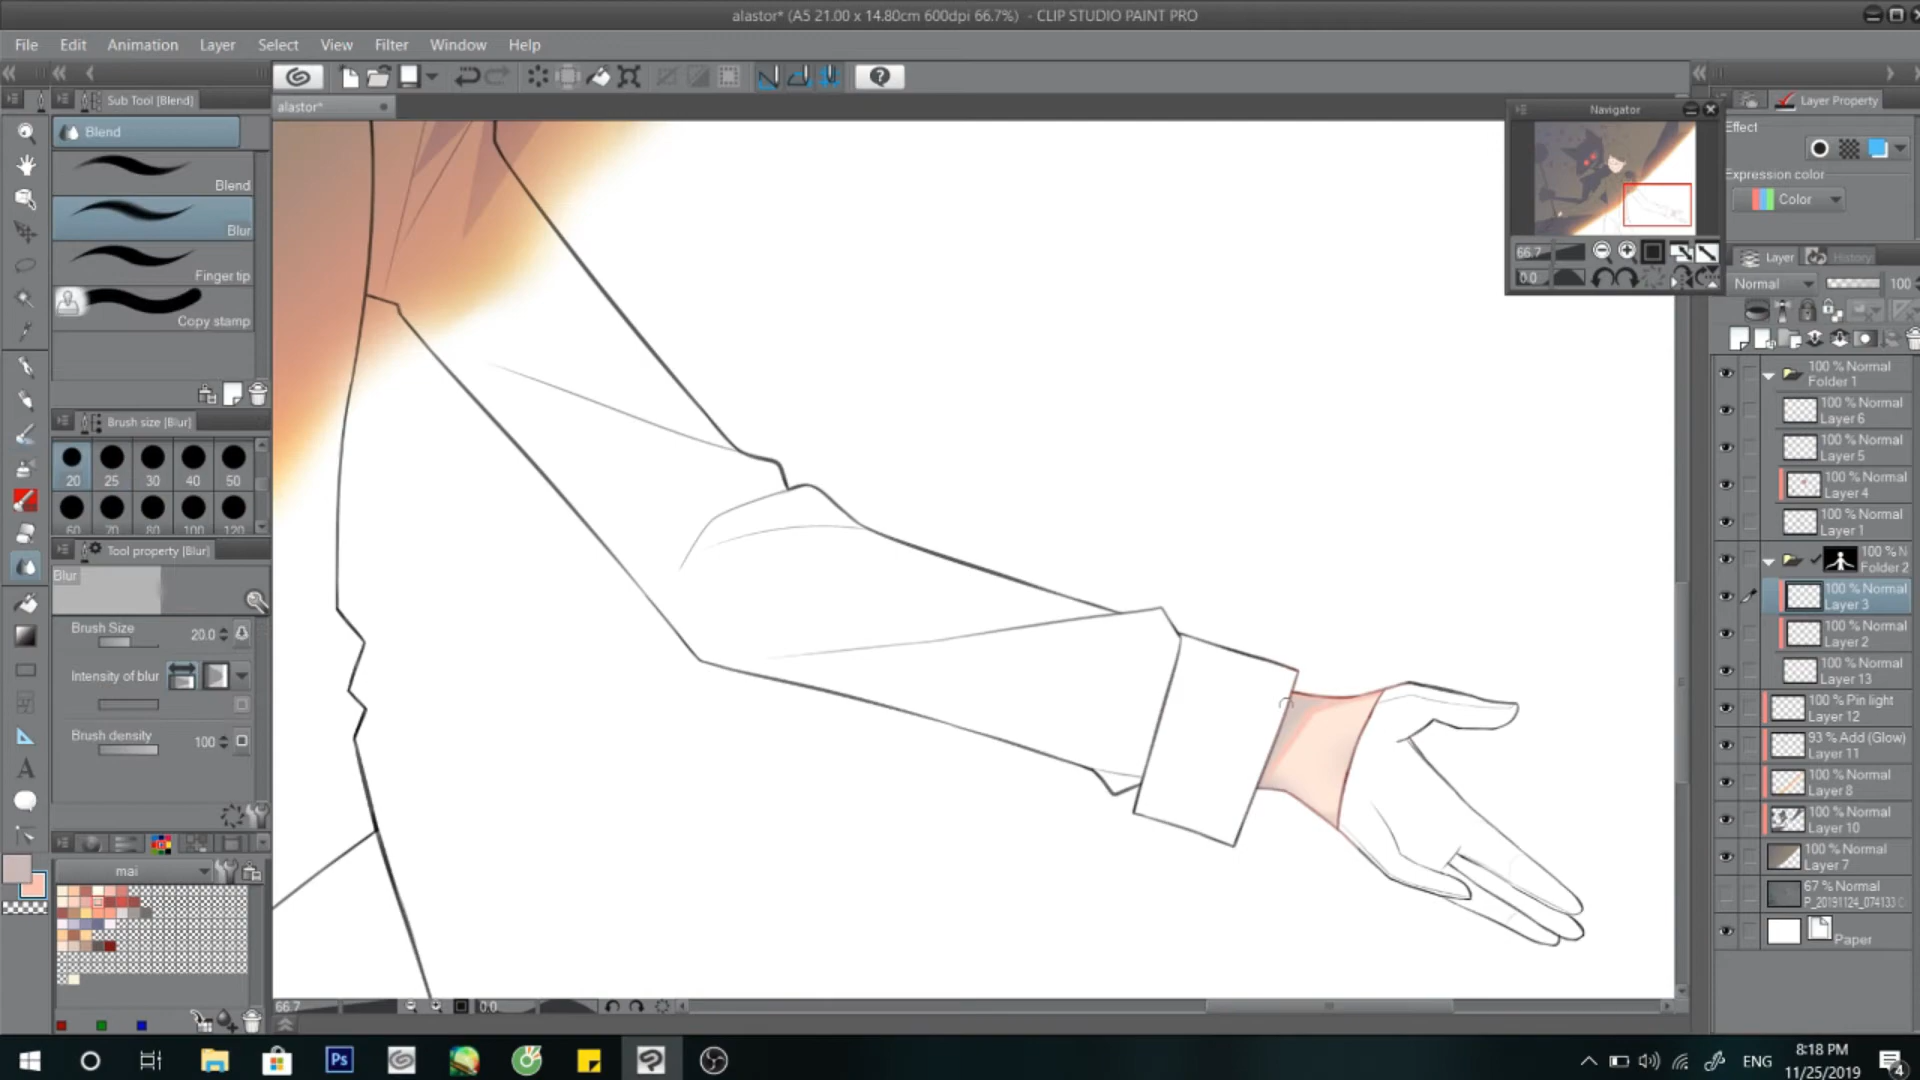 alastor* (A5 21.00 x 14.80cm 600dpi 66.7%) - CLIP STUDIO PAINT PRO
File Edit Animation Layer Select View Filter Window Help
Sub Tool [Blend]
alastor*
Navigator
Layer Property
Blend
Blend
Blur
Finger tip
Copy stamp
Effect
Expression color
Color
66.7
0.0
Layer History
Normal 100
Brush size [Blur]
20 25 30 40 50
60 70 80 100 120
Tool property [Blur]
Blur
Brush Size 20.0
Intensity of blur
Brush density 100
mai
100 % Normal
Folder 1
100 % Normal
Layer 6
100 % Normal
Layer 5
100 % Normal
Layer 4
100 % Normal
Layer 1
100 % N
Folder 2
100 % Normal
Layer 3
100 % Normal
Layer 2
100 % Normal
Layer 13
100 % Pin light
Layer 12
93 % Add (Glow)
Layer 11
100 % Normal
Layer 8
100 % Normal
Layer 10
100 % Normal
Layer 7
67 % Normal
P_20191124_074133
Paper
66.7 0.0
Ps
ENG
8:18 PM
11/25/2019
4